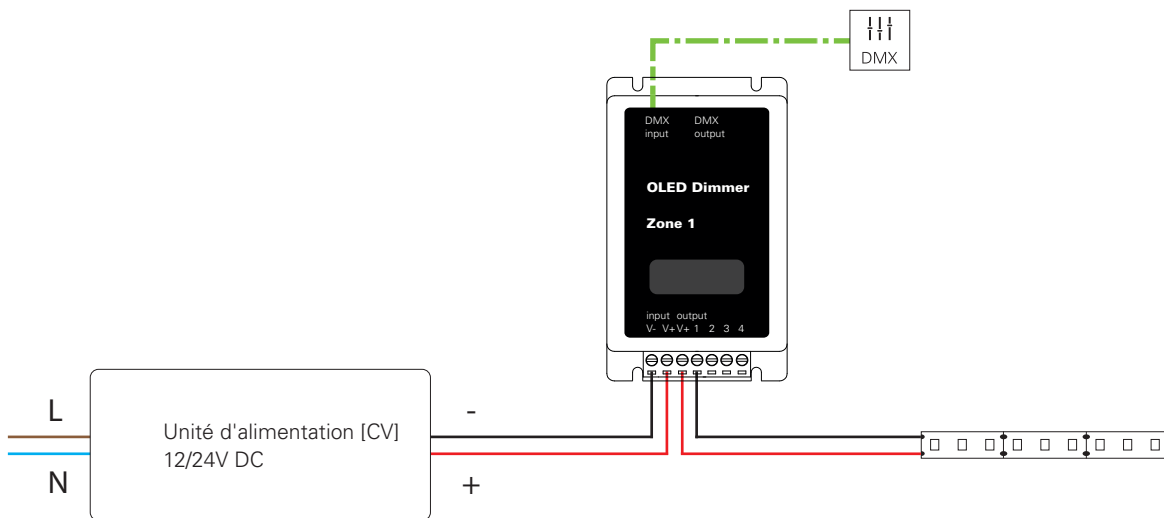 DMX
DMX DMX
input output
OLED Dimmer
Zone 1
input output
V- V+ V+ 1 2 3 4
L
-
Unité d'alimentation [CV]
12/24V DC
N
+